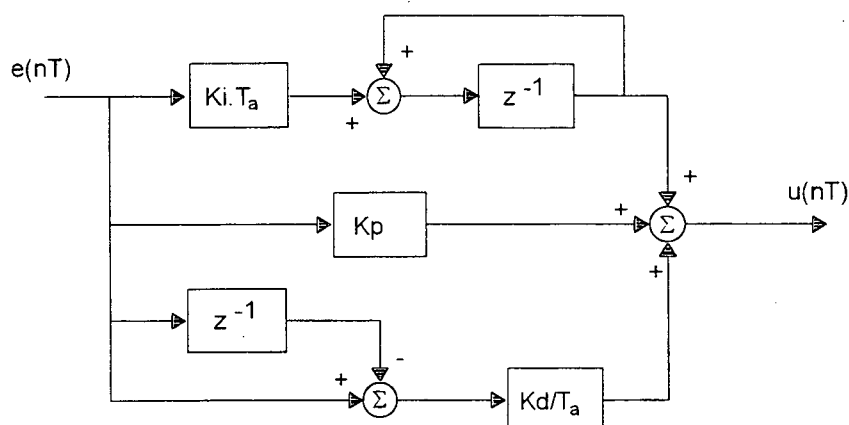 e(nT)
Ki.Tₐ
+
+
Σ
z⁻¹
+
u(nT)
Kp
+
Σ
+
z⁻¹
-
+
Σ
Kd/Tₐ